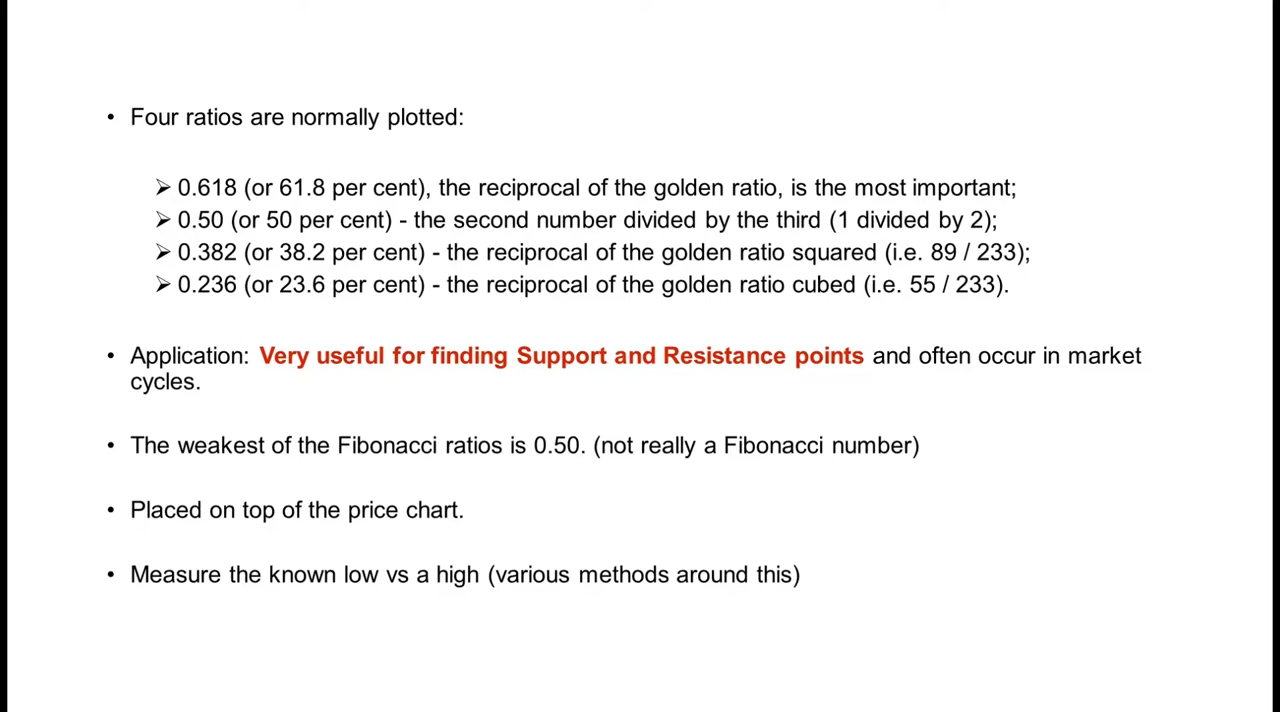 • Four ratios are normally plotted:
➢ 0.618 (or 61.8 per cent), the reciprocal of the golden ratio, is the most important;
➢ 0.50 (or 50 per cent) - the second number divided by the third (1 divided by 2);
➢ 0.382 (or 38.2 per cent) - the reciprocal of the golden ratio squared (i.e. 89 / 233);
➢ 0.236 (or 23.6 per cent) - the reciprocal of the golden ratio cubed (i.e. 55 / 233).
• Application: Very useful for finding Support and Resistance points and often occur in market
cycles.
• The weakest of the Fibonacci ratios is 0.50. (not really a Fibonacci number)
• Placed on top of the price chart.
• Measure the known low vs a high (various methods around this)